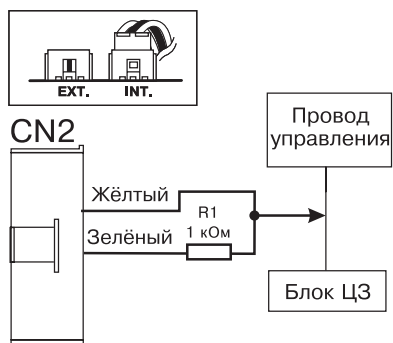 EXT. INT.
CN2
Жёлтый
Зелёный
R1
1 кОм
Провод
управления
Блок ЦЗ